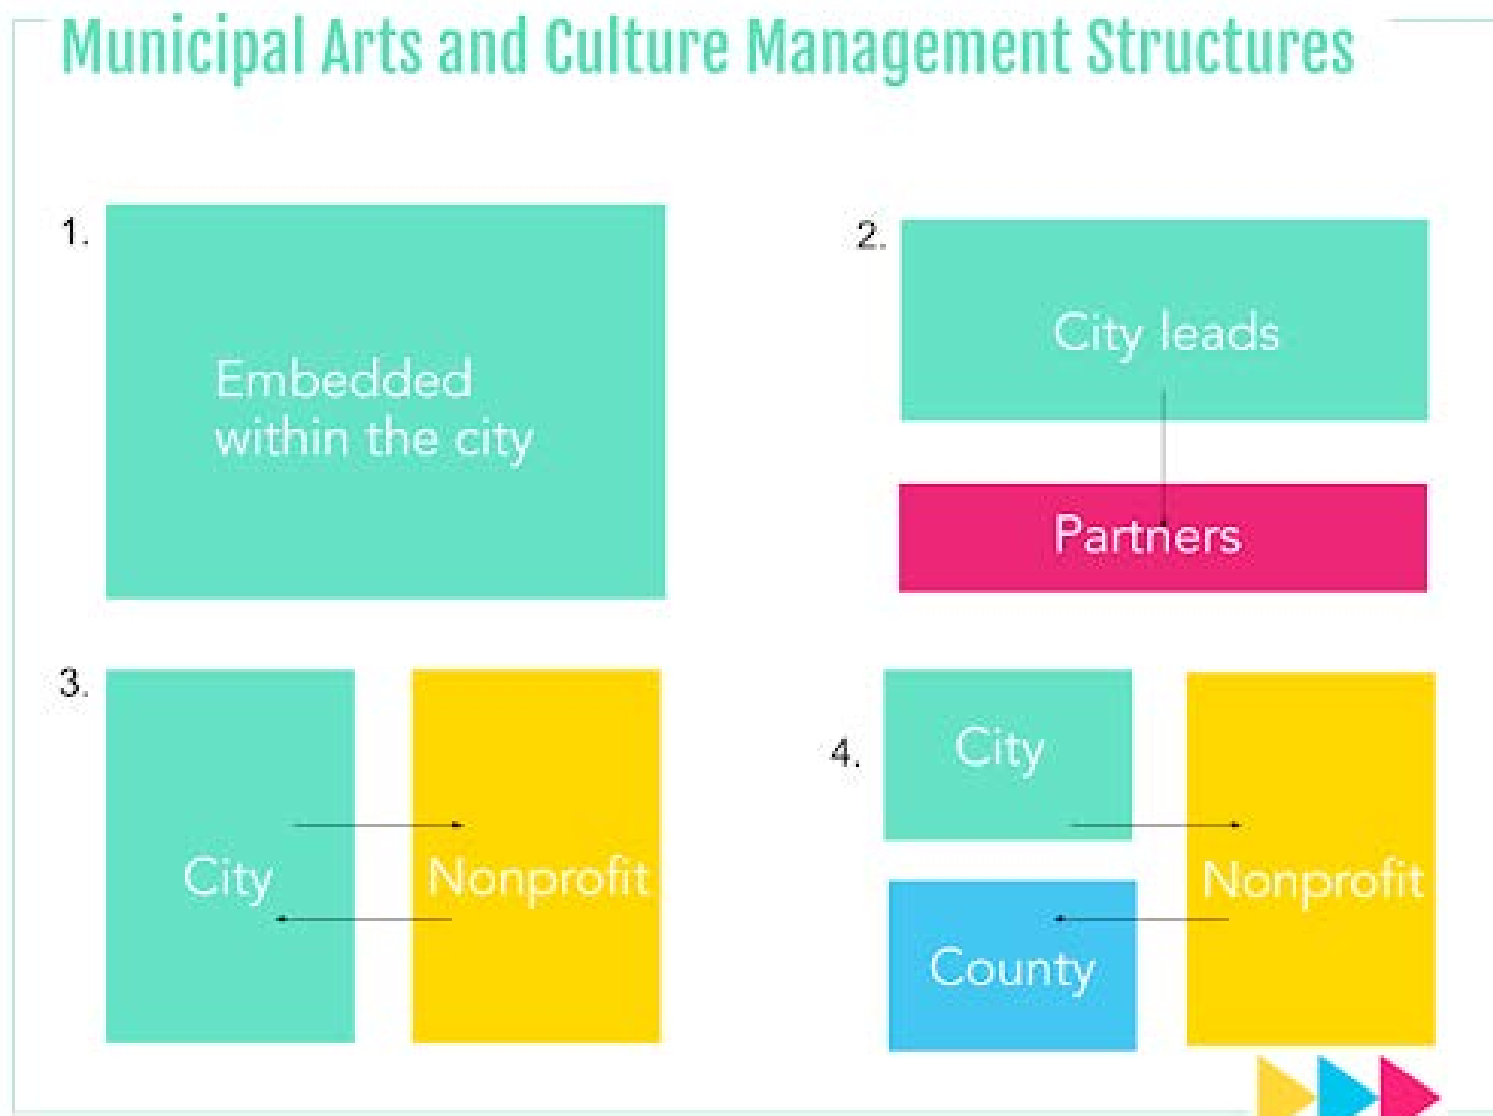 Municipal Arts and Culture Management Structures
1.
Embedded
within the city
2.
City leads
Partners
3.
City
Nonprofit
4.
City
County
Nonprofit